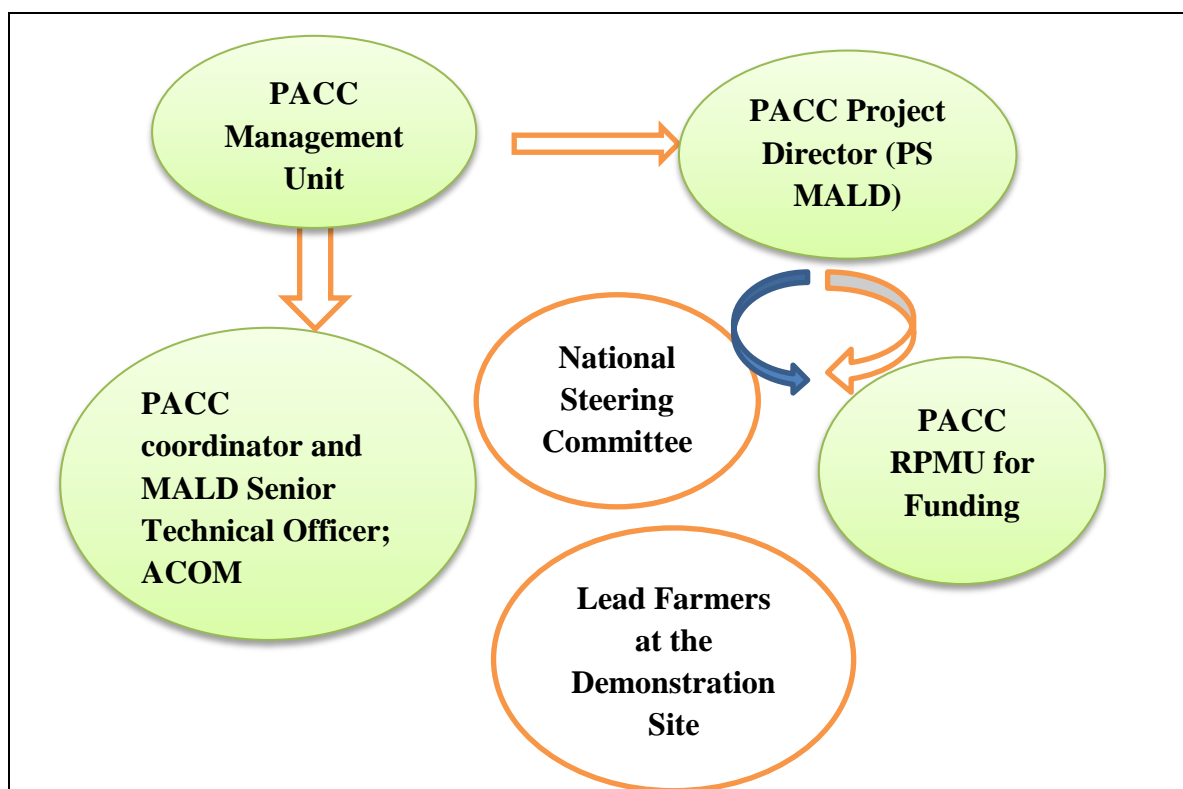 PACC
Management
Unit
PACC Project
Director (PS
MALD)
National
Steering
Committee
PACC
coordinator and
MALD Senior
Technical Officer;
ACOM
PACC
RPMU for
Funding
Lead Farmers
at the
Demonstration
Site